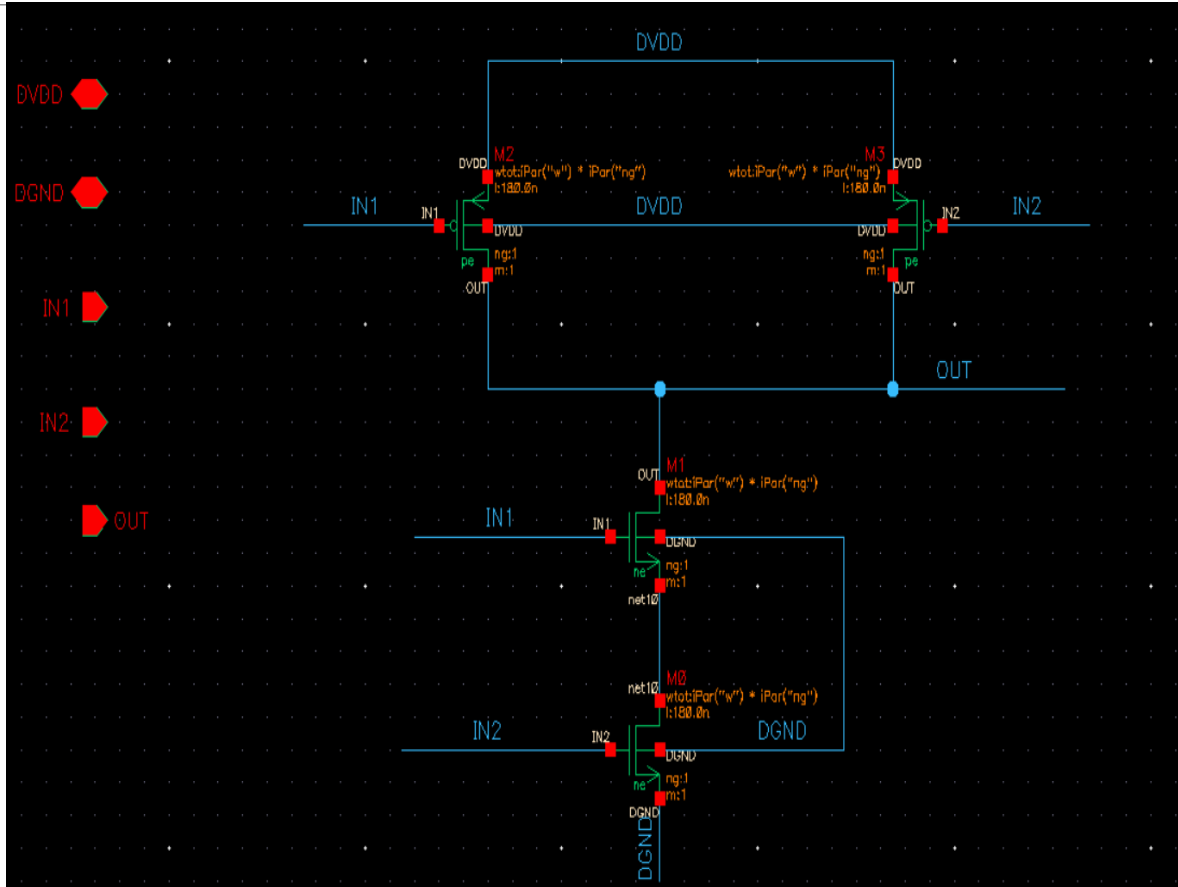 DVDD
DVDD
DGND
IN1
IN2
OUT
DVDD
M2
wtot:iPar("w") * iPar("ng")
l:180.0n
IN1
IN1
DVDD
pe
ng:1
m:1
OUT
DVDD
M3
DVDD
wtot:iPar("w") * iPar("ng")
l:180.0n
IN2
IN2
DVDD
ng:1
m:1
pe
OUT
OUT
OUT
M1
wtot:iPar("w") * iPar("ng")
l:180.0n
IN1
IN1
DGND
ne
ng:1
m:1
net10
net10
M0
wtot:iPar("w") * iPar("ng")
l:180.0n
IN2
IN2
DGND
DGND
ne
ng:1
m:1
DGND
DGND